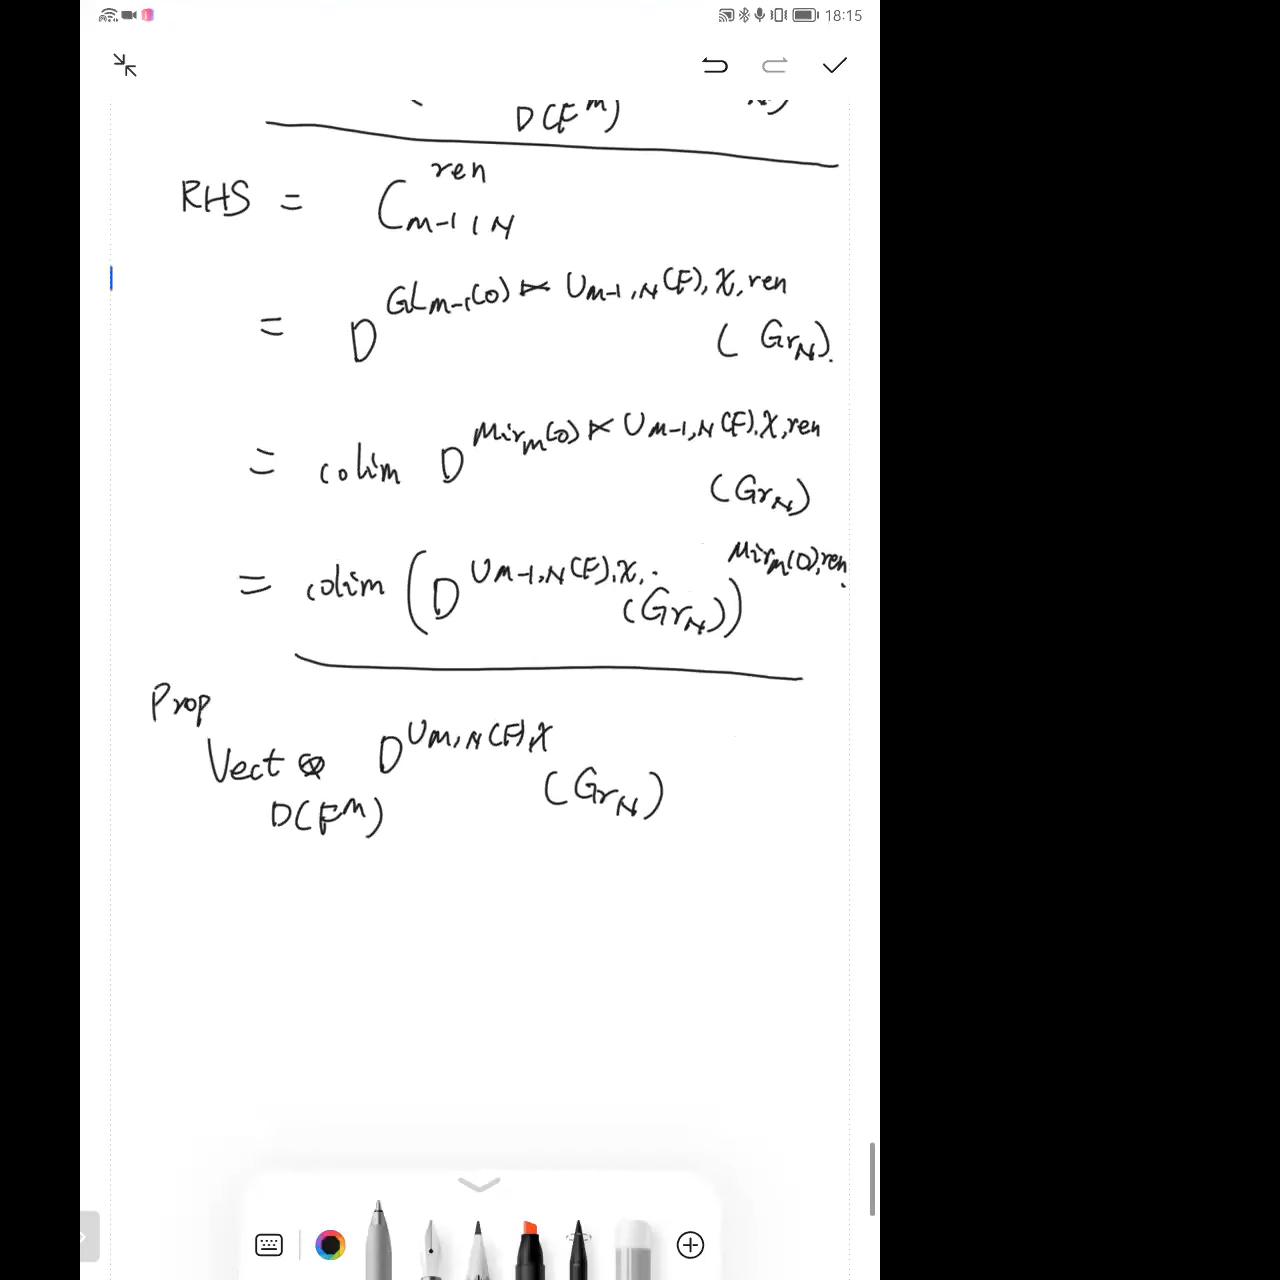 18:15
D(F^m) N)
RHS = C_{m-1,N}^{ren}
= D^{GL_{m-1}(O) ⋉ U_{m-1,N}(F), χ, ren} (Gr_N).
= colim D^{Mir_m(O) ⋉ U_{m-1,N}(F), χ, ren} (Gr_N)
= colim (D^{U_{m-1,N}(F), χ, .} (Gr_N))^{Mir_m(O), ren.}
Prop
Vect ⊗_{D(F^m)} D^{U_{m,N}(F), χ} (Gr_N)